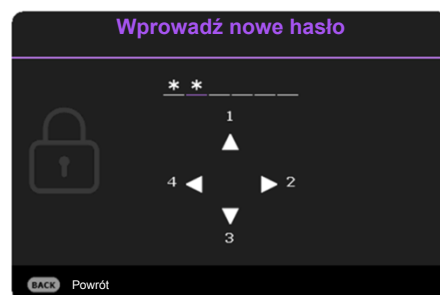 Wprowadź nowe hasło
* * _ _ _ _
1
4 ◀ ▶ 2
3
BACK Powrót